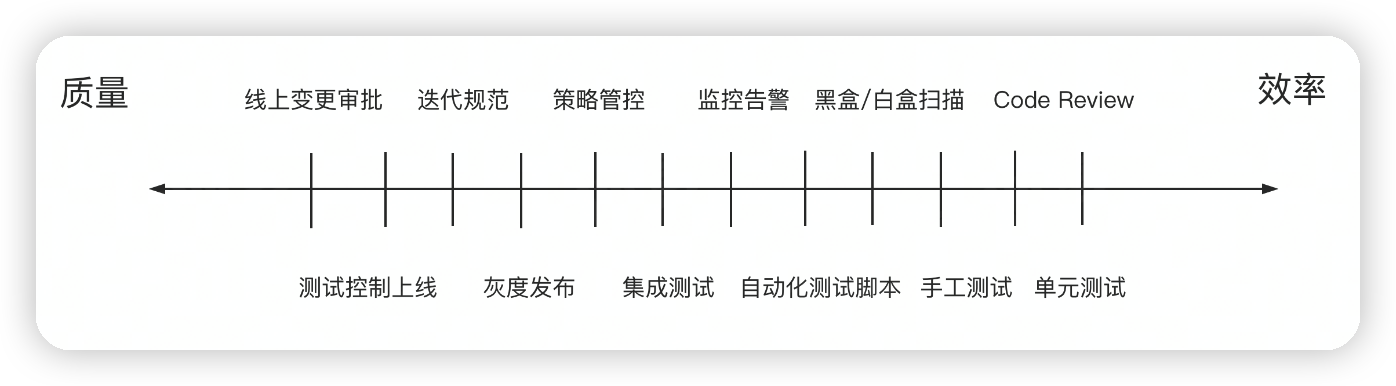 质量
效率
线上变更审批
迭代规范
策略管控
监控告警
黑盒/白盒扫描
Code Review
测试控制上线
灰度发布
集成测试
自动化测试脚本
手工测试
单元测试